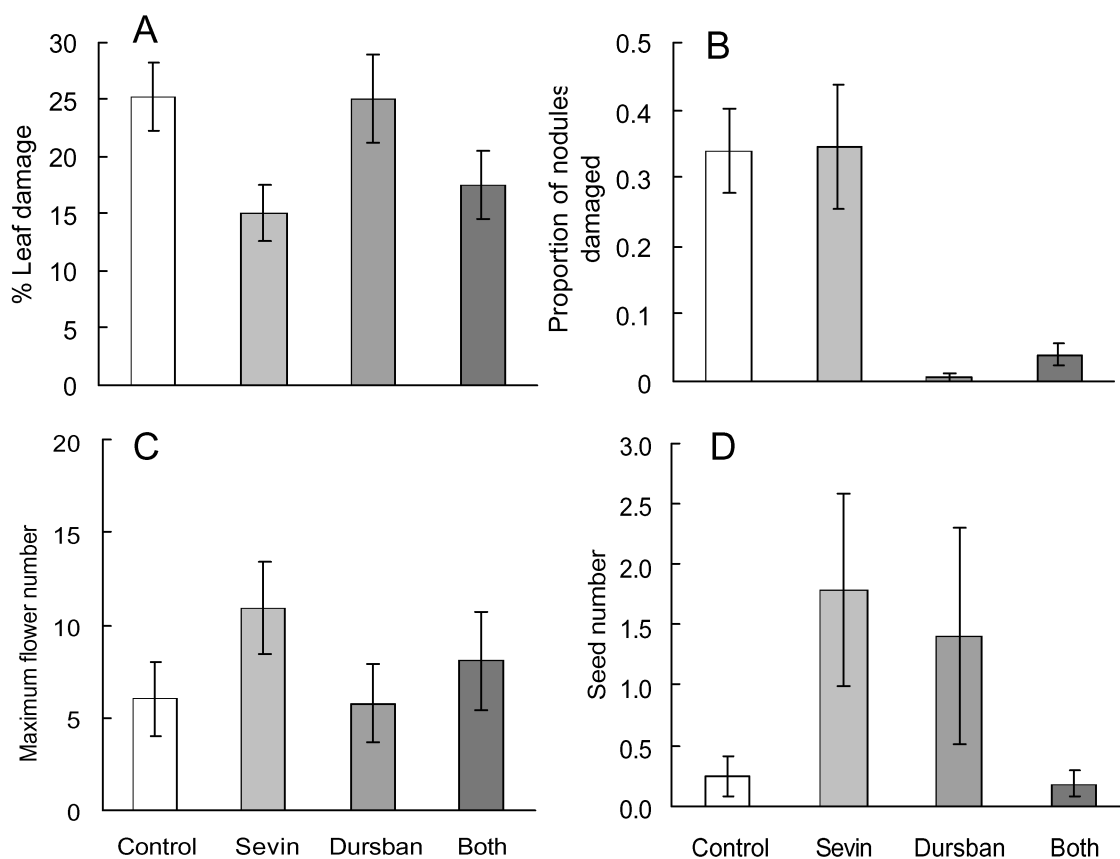 A
% Leaf damage
30
25
20
15
10
5
0
B
Proportion of nodules
damaged
0.5
0.4
0.3
0.2
0.1
0
C
Maximum flower number
20
15
10
5
0
Control Sevin Dursban Both
D
Seed number
3.0
2.5
2.0
1.5
1.0
0.5
0.0
Control Sevin Dursban Both